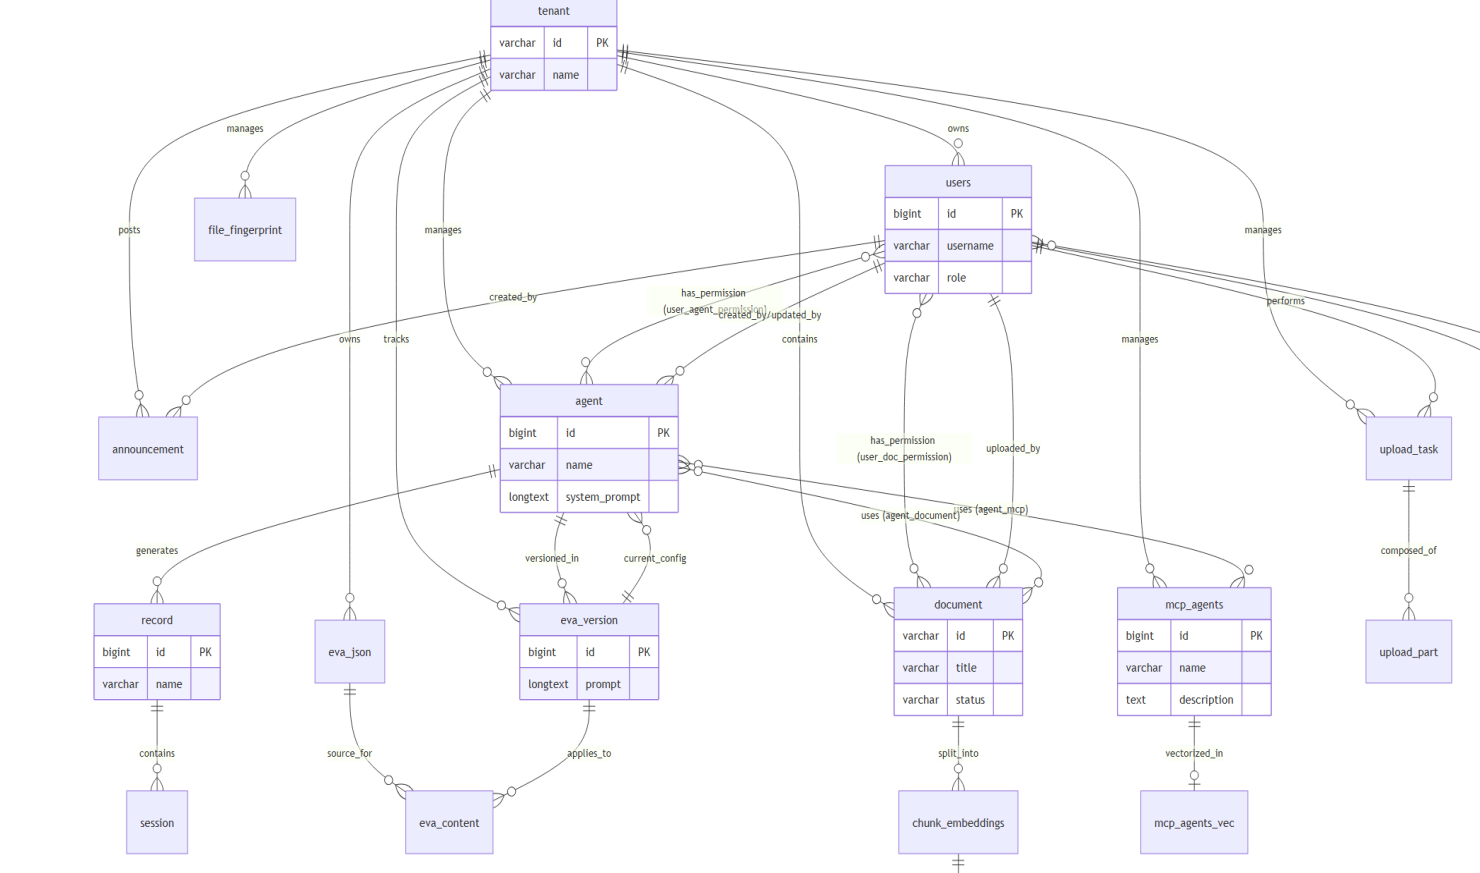 tenant
varchar id PK
varchar name
manages
owns
users
bigint id PK
varchar username
varchar role
file_fingerprint
posts
manages
manages
created_by
has_permission
(user_agent_permission)
created_by/updated_by
performs
owns
tracks
contains
manages
agent
bigint id PK
varchar name
longtext system_prompt
announcement
has_permission
(user_doc_permission)
uploaded_by
upload_task
uses (agent_document)
uses (agent_mcp)
generates
versioned_in
current_config
composed_of
record
bigint id PK
varchar name
eva_json
eva_version
bigint id PK
longtext prompt
document
varchar id PK
varchar title
varchar status
mcp_agents
bigint id PK
varchar name
text description
upload_part
contains
source_for
applies_to
split_into
vectorized_in
session
eva_content
chunk_embeddings
mcp_agents_vec